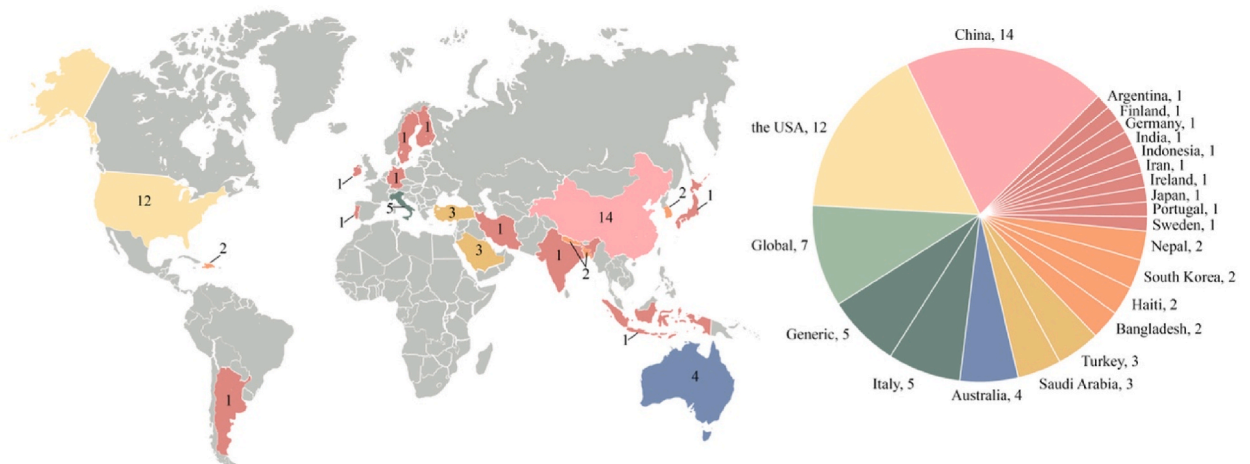 12
2
1
1
1
1
1
5
3
3
1
1
2
14
2
1
1
4
China, 14
the USA, 12
Global, 7
Generic, 5
Italy, 5
Australia, 4
Saudi Arabia, 3
Turkey, 3
Bangladesh, 2
Haiti, 2
South Korea, 2
Nepal, 2
Sweden, 1
Portugal, 1
Japan, 1
Ireland, 1
Iran, 1
Indonesia, 1
India, 1
Germany, 1
Finland, 1
Argentina, 1